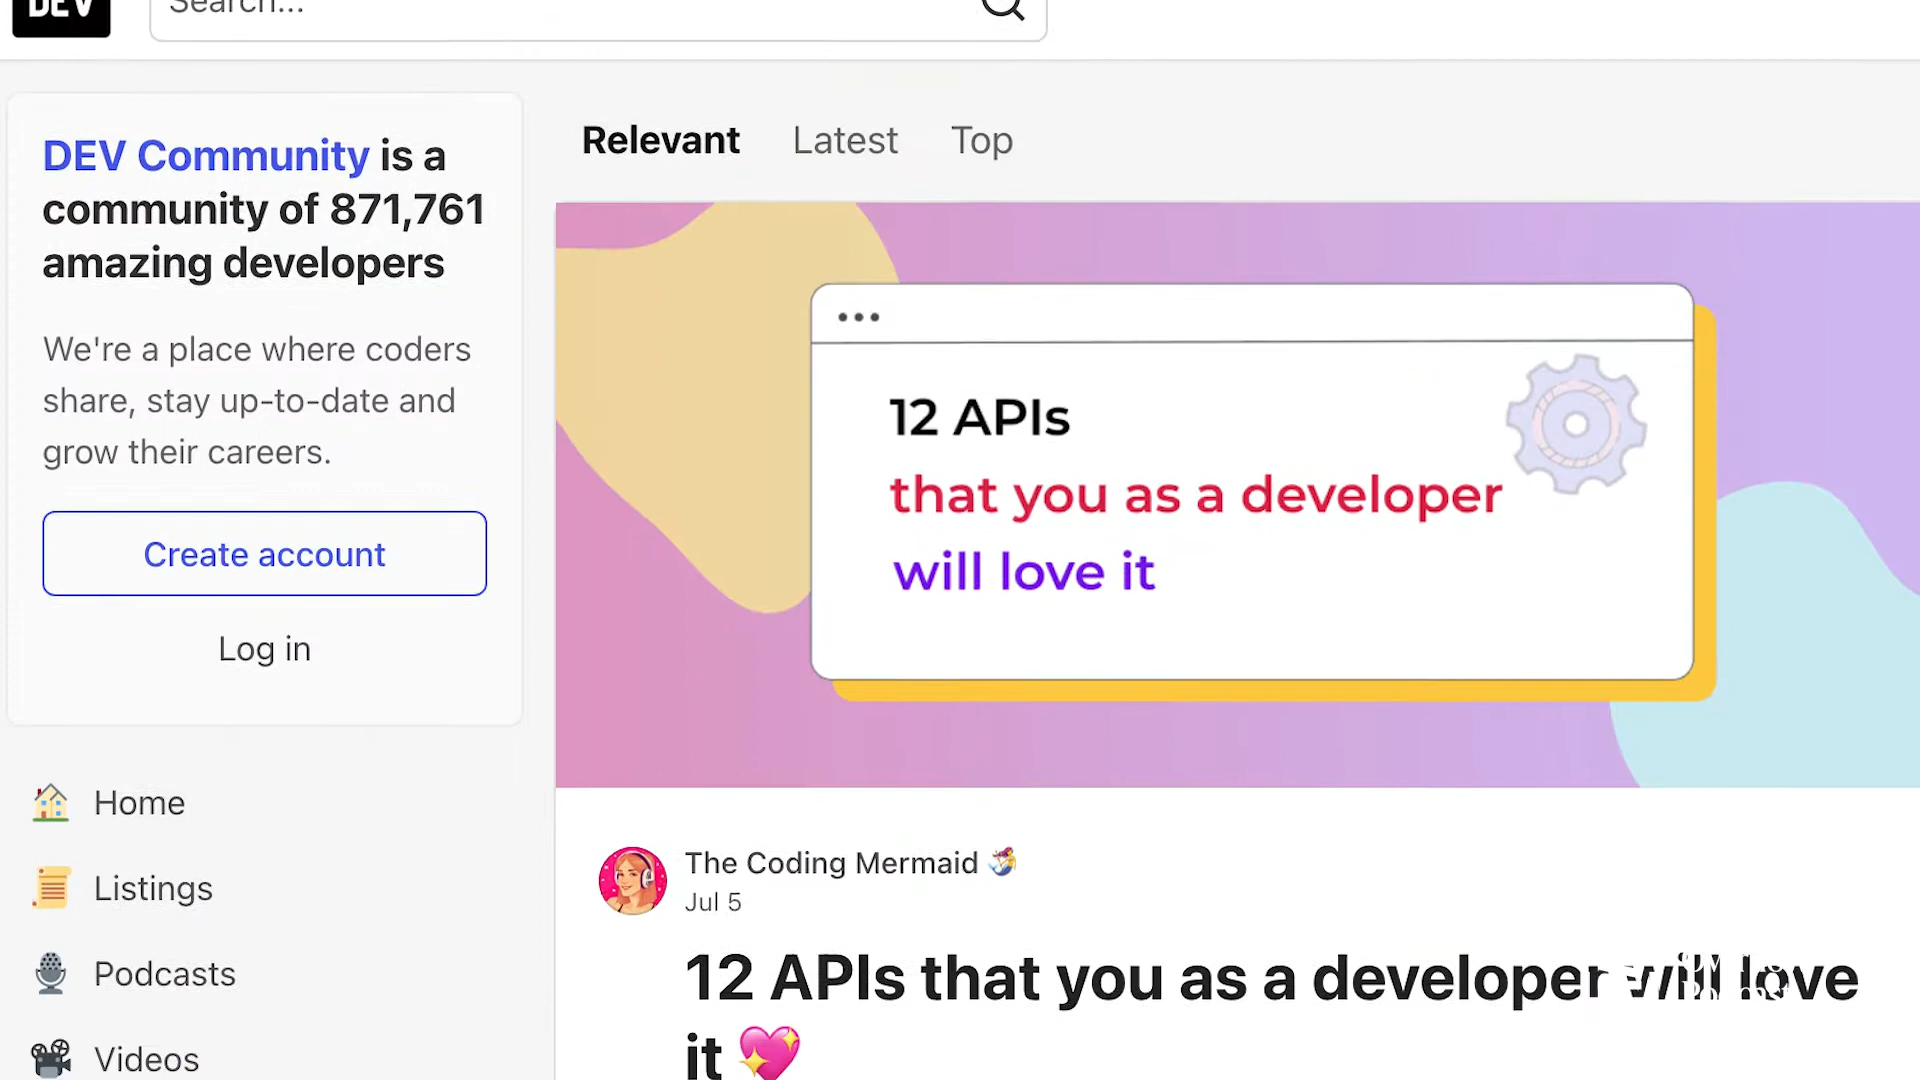 DEV
Search...
DEV Community is a
community of 871,761
amazing developers
We're a place where coders
share, stay up-to-date and
grow their careers.
Create account
Log in
Home
Listings
Podcasts
Videos
Relevant
Latest
Top
12 APIs
that you as a developer
will love it
The Coding Mermaid
Jul 5
12 APIs that you as a developer will love
it